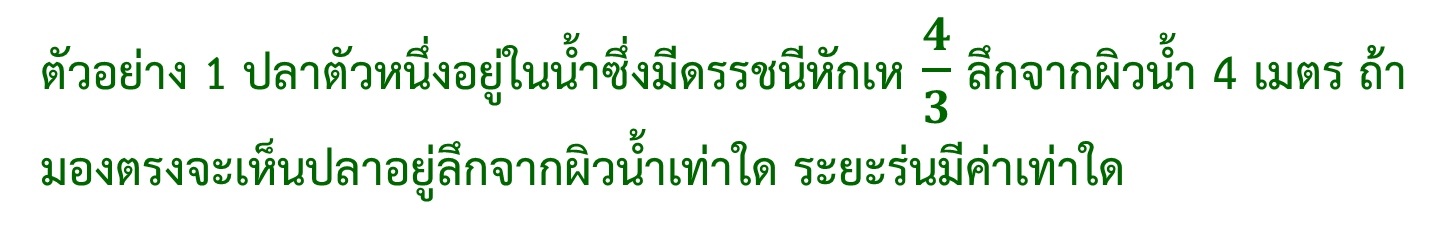 ตัวอย่าง 1 ปลาตัวหนึ่งอยู่ในน้ำซึ่งมีดรรชนีหักเห 4/3 ลึกจากผิวน้ำ 4 เมตร ถ้า
มองตรงจะเห็นปลาอยู่ลึกจากผิวน้ำเท่าใด ระยะร่นมีค่าเท่าใด